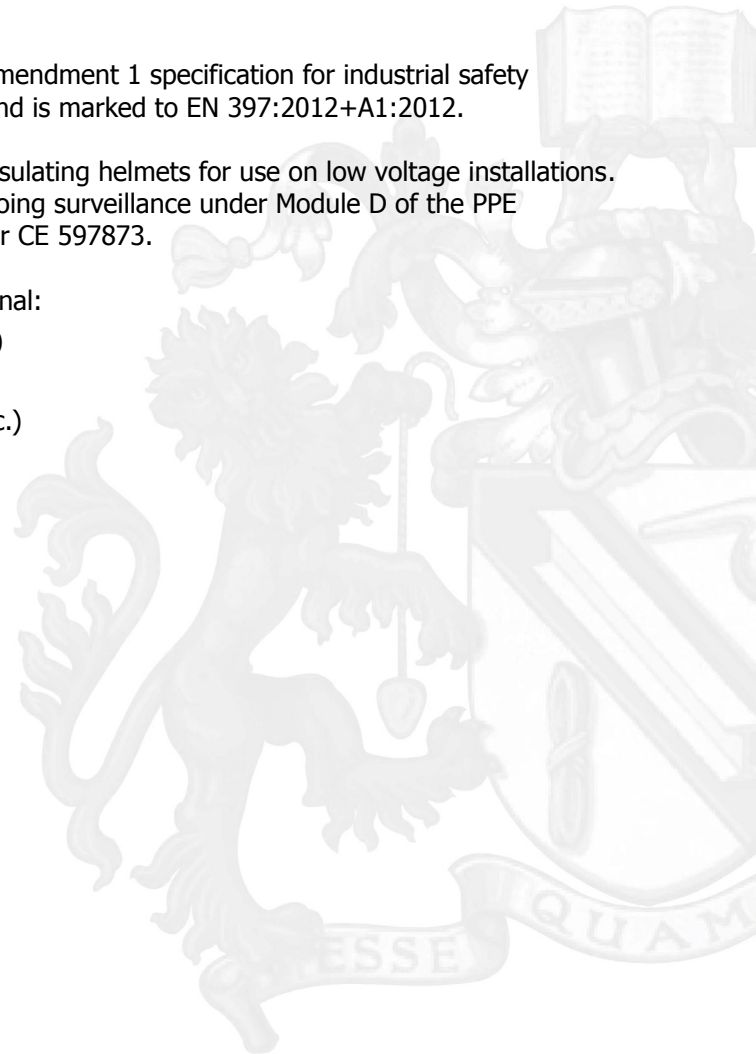 mendment 1 specification for industrial safety
nd is marked to EN 397:2012+A1:2012.
sulating helmets for use on low voltage installations.
oing surveillance under Module D of the PPE
r CE 597873.
nal:
)
c.)
ESSE QUAM